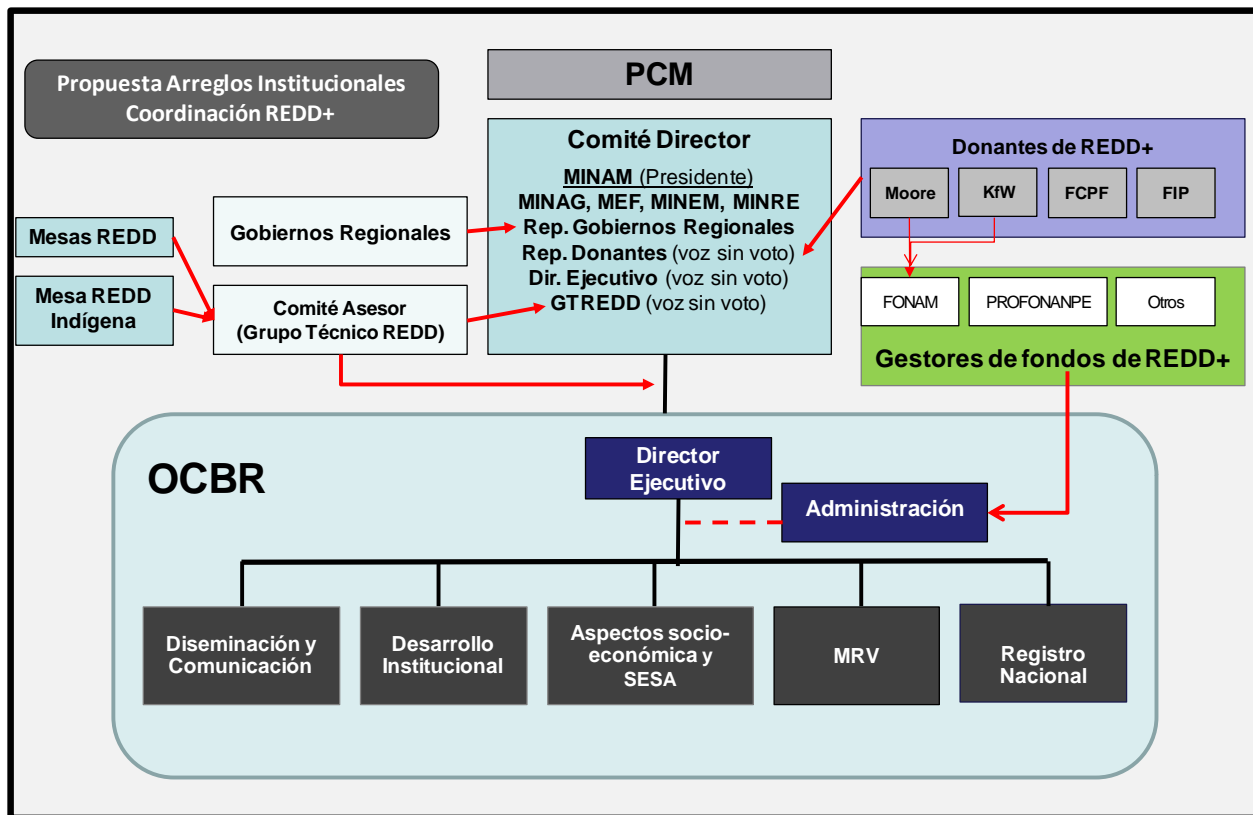 Propuesta Arreglos Institucionales
Coordinación REDD+
PCM
Comité Director
MINAM (Presidente)
MINAG, MEF, MINEM, MINRE
Rep. Gobiernos Regionales
Rep. Donantes (voz sin voto)
Dir. Ejecutivo (voz sin voto)
GTREDD (voz sin voto)
Donantes de REDD+
Moore
KfW
FCPF
FIP
Mesas REDD
Mesa REDD
Indígena
Gobiernos Regionales
Comité Asesor
(Grupo Técnico REDD)
FONAM
PROFONANPE
Otros
Gestores de fondos de REDD+
OCBR
Director
Ejecutivo
Administración
Diseminación y
Comunicación
Desarrollo
Institucional
Aspectos socio-
económica y
SESA
MRV
Registro
Nacional